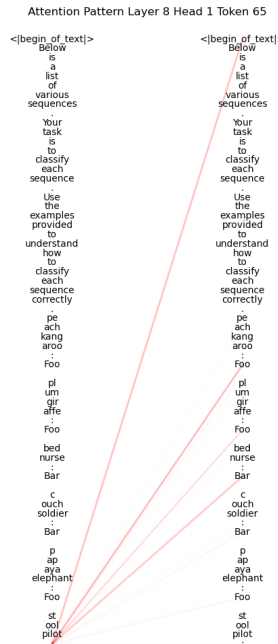 Attention Pattern Layer 8 Head 1 Token 65
<|begin_of_text|>
Below
is
a
list
of
various
sequences
.
Your
task
is
to
classify
each
sequence
.
Use
the
examples
provided
to
understand
how
to
classify
each
sequence
correctly
.
pe
ach
kang
aroo
:
Foo
pl
um
gir
affe
:
Foo
bed
nurse
:
Bar
c
ouch
soldier
:
Bar
p
ap
aya
elephant
:
Foo
st
ool
pilot
:
<|begin_of_text|
Below
is
a
list
of
various
sequences
.
Your
task
is
to
classify
each
sequence
.
Use
the
examples
provided
to
understand
how
to
classify
each
sequence
correctly
.
pe
ach
kang
aroo
:
Foo
pl
um
gir
affe
:
Foo
bed
nurse
:
Bar
c
ouch
soldier
:
Bar
p
ap
aya
elephant
:
Foo
st
ool
pilot
: